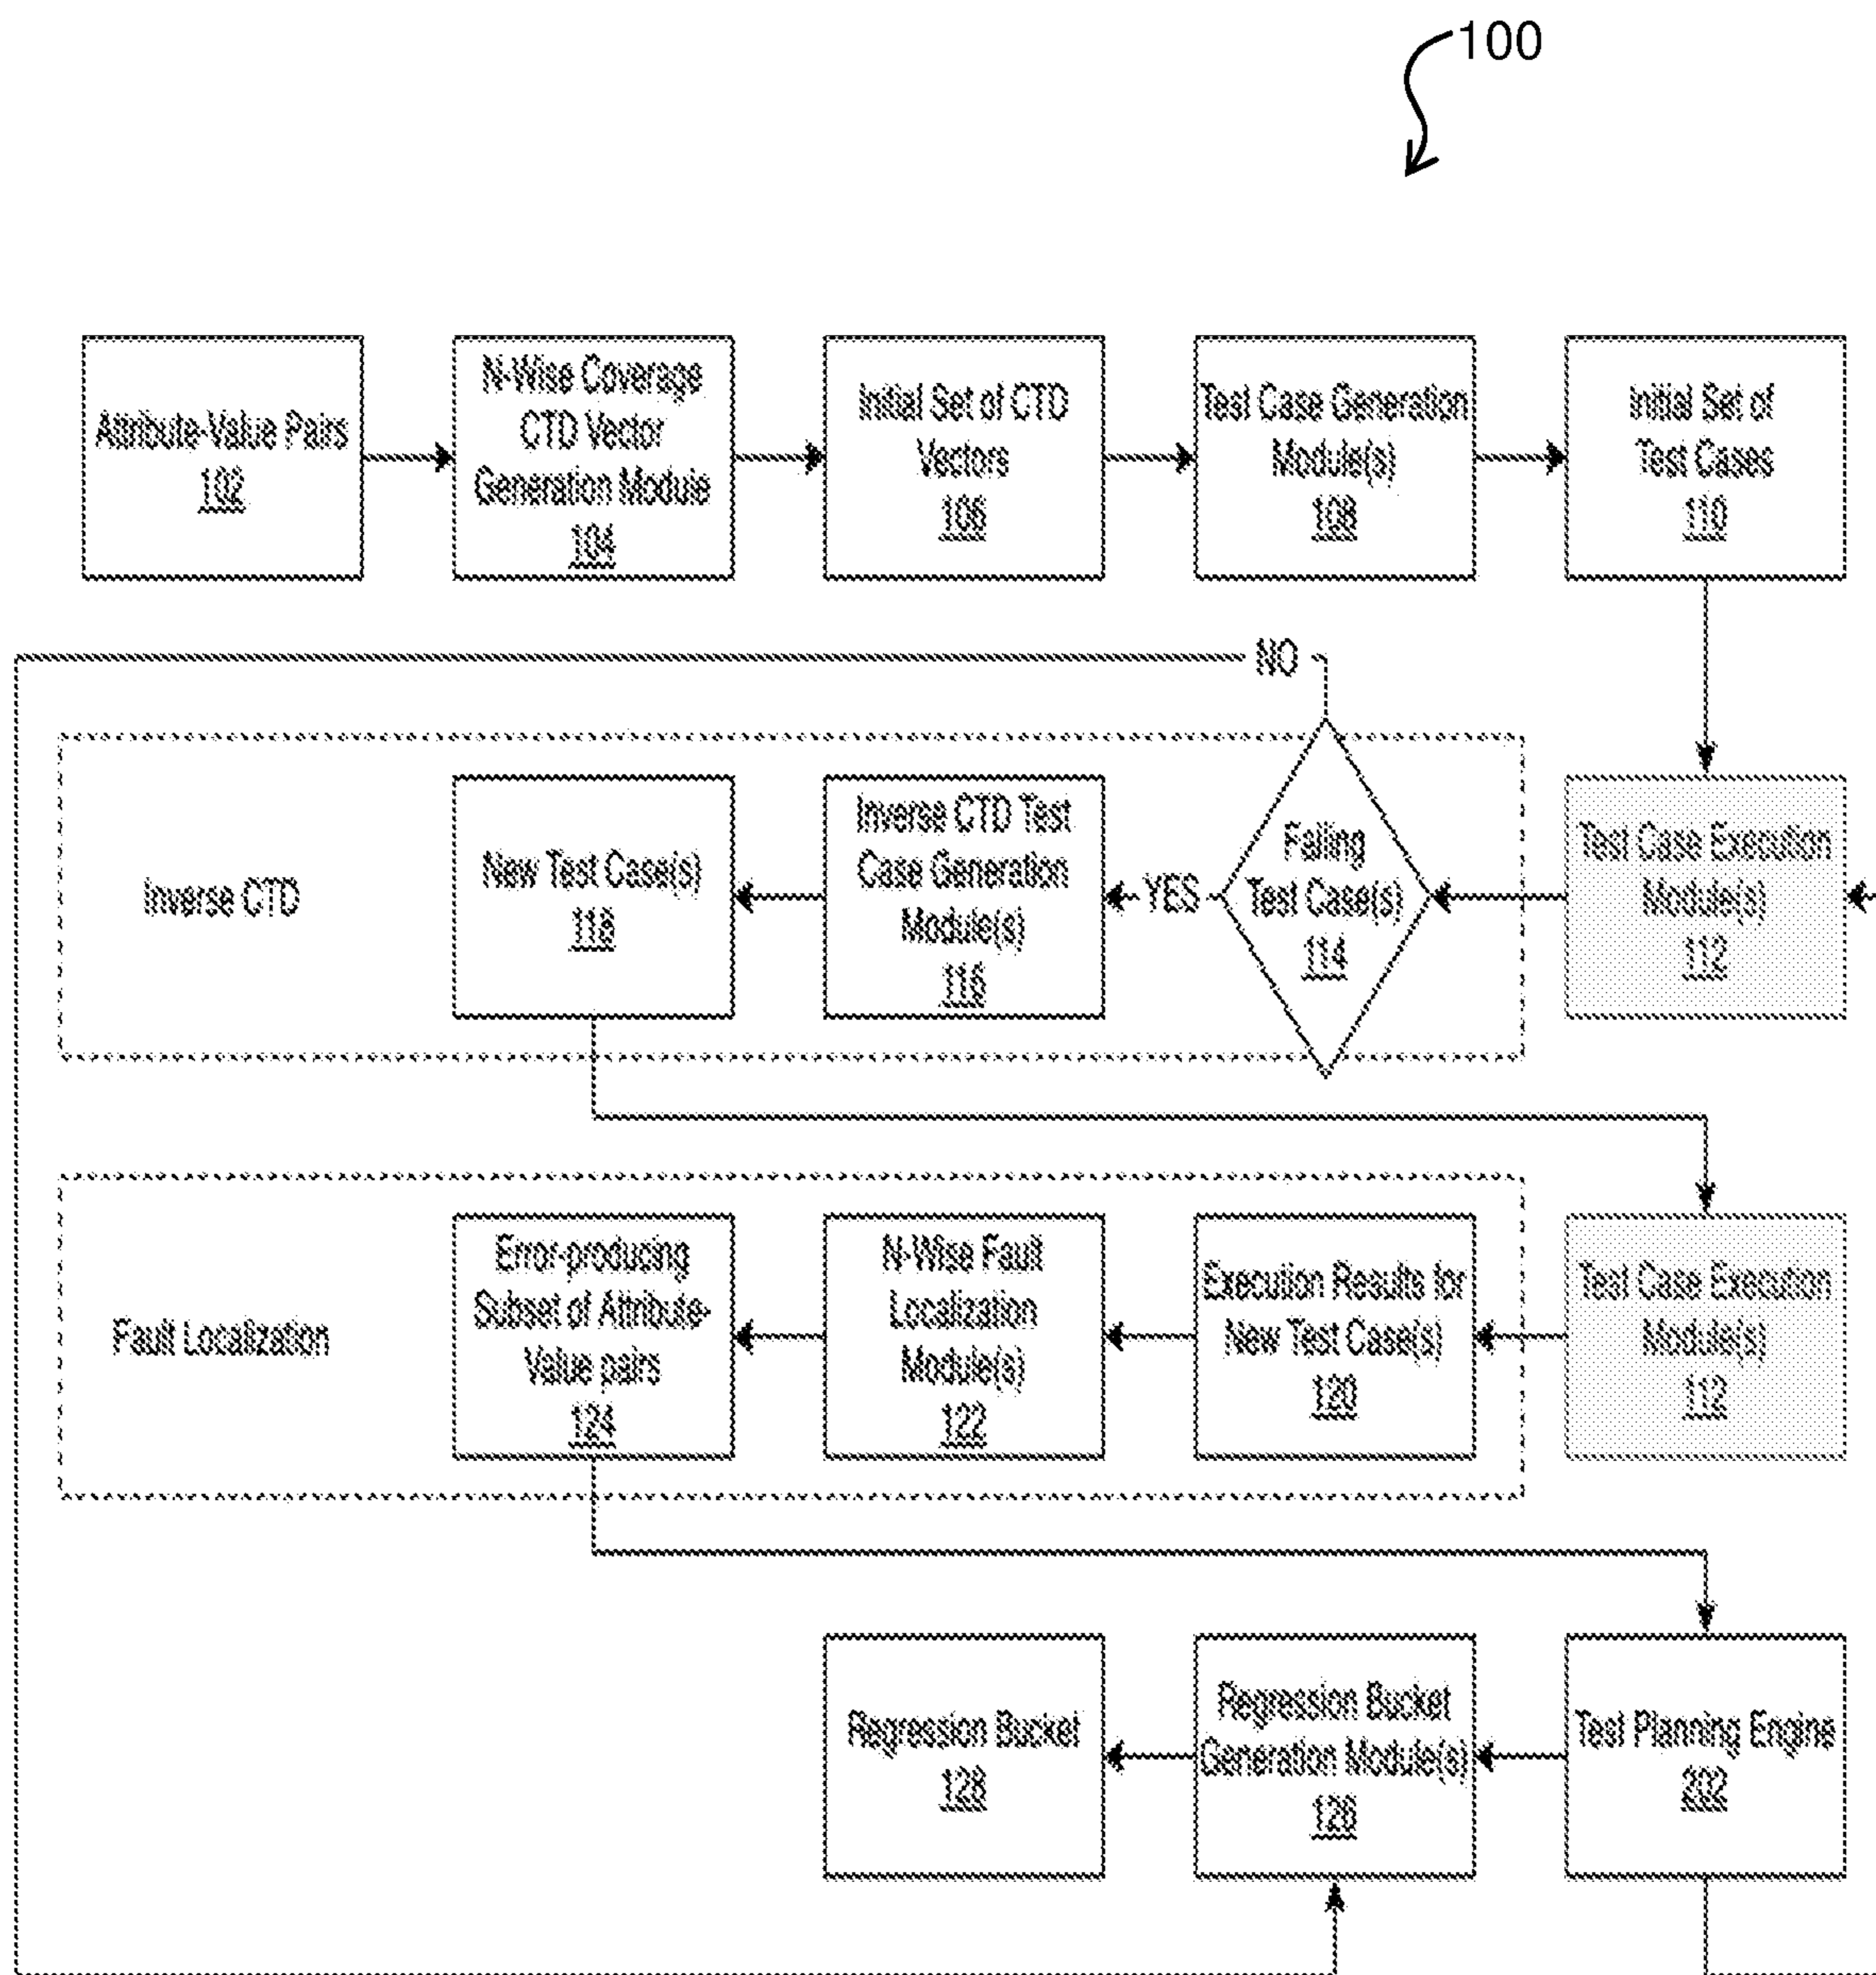 100
Attribute-Value Pairs
102
N-Wise Coverage
CTD Vector
Generation Module
104
Initial Set of CTD
Vectors
106
Test Case Generation
Module(s)
108
Initial Set of
Test Cases
110
NO
Inverse CTD
New Test Case(s)
118
Inverse CTD Test
Case Generation
Module(s)
116
YES
Failing
Test Case(s)
114
Test Case Execution
Module(s)
112
Fault Localization
Error-producing
Subset of Attribute-
Value pairs
124
N-Wise Fault
Localization
Module(s)
122
Execution Results for
New Test Case(s)
120
Test Case Execution
Module(s)
112
Regression Bucket
128
Regression Bucket
Generation Module(s)
126
Test Planning Engine
202